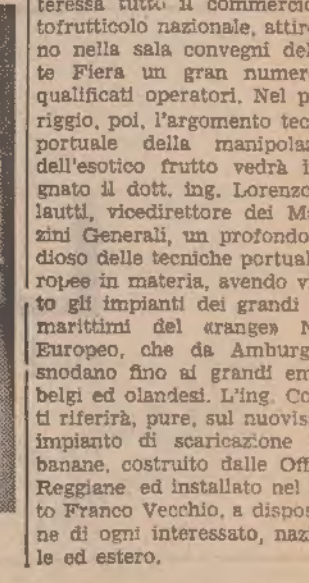 teressa tutto il commercio
tofrutticolo nazionale, attir
no nella sala convegni del
te Fiera un gran numer
qualificati operatori. Nel p
riggio, poi, l'argomento tec
portuale della manipolaz
dell'esotico frutto vedrà i
gnato il dott. ing. Lorenzo
lautti, vicedirettore dei Ma
zini Generali, un profondo
dioso delle tecniche portual
ropee in materia, avendo v
to gli impianti dei grandi
marittimi del «range» N
Europeo, che da Amburg
snodano fino ai grandi em
belgi ed olandesi. L'ing. Co
ti riferirà, pure, sul nuovis
impianto di scaricazione
banane, costruito dalle Off
Reggiane ed installato nel
to Franco Vecchio, a dispos
ne di ogni interessato, naz
le ed estero.